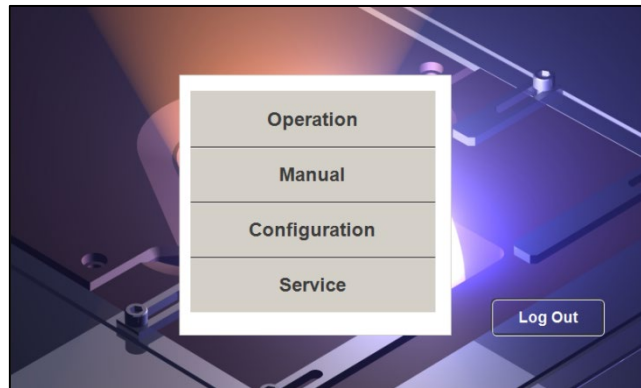 Operation
Manual
Configuration
Service
Log Out